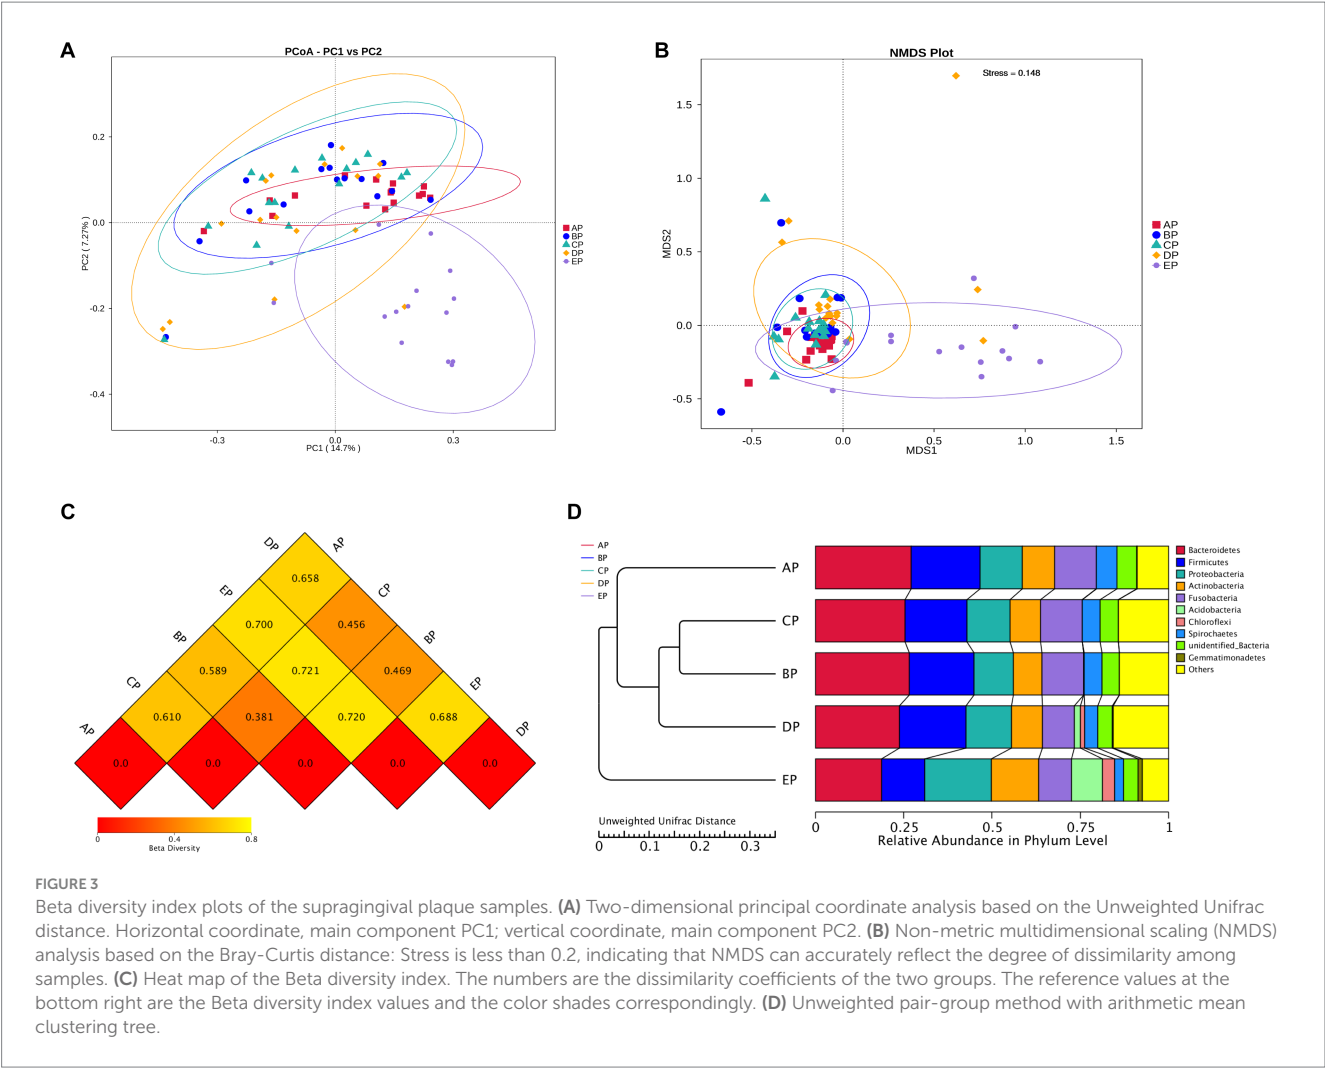 A
PCoA - PC1 vs PC2
0.2
0.0
-0.2
-0.4
PC2 ( 7.27% )
-0.3
0.0
0.3
PC1 ( 14.7% )
AP
BP
CP
DP
EP
B
NMDS Plot
Stress = 0.148
1.5
1.0
0.5
0.0
-0.5
MDS2
-0.5
0.0
0.5
1.0
1.5
MDS1
AP
BP
CP
DP
EP
C
DP
AP
0.658
EP
CP
0.700
0.456
BP
BP
0.589
0.721
0.469
CP
EP
0.610
0.381
0.720
0.688
AP
DP
0.0
0.0
0.0
0.0
0.0
0
0.4
0.8
Beta Diversity
D
AP
BP
CP
DP
EP
AP
CP
BP
DP
EP
Unweighted Unifrac Distance
0
0.1
0.2
0.3
0
0.25
0.5
0.75
1
Relative Abundance in Phylum Level
Bacteroidetes
Firmicutes
Proteobacteria
Actinobacteria
Fusobacteria
Acidobacteria
Chloroflexi
Spirochaetes
unidentified_Bacteria
Gemmatimonadetes
Others
FIGURE 3
Beta diversity index plots of the supragingival plaque samples. (A) Two-dimensional principal coordinate analysis based on the Unweighted Unifrac
distance. Horizontal coordinate, main component PC1; vertical coordinate, main component PC2. (B) Non-metric multidimensional scaling (NMDS)
analysis based on the Bray-Curtis distance: Stress is less than 0.2, indicating that NMDS can accurately reflect the degree of dissimilarity among
samples. (C) Heat map of the Beta diversity index. The numbers are the dissimilarity coefficients of the two groups. The reference values at the
bottom right are the Beta diversity index values and the color shades correspondingly. (D) Unweighted pair-group method with arithmetic mean
clustering tree.